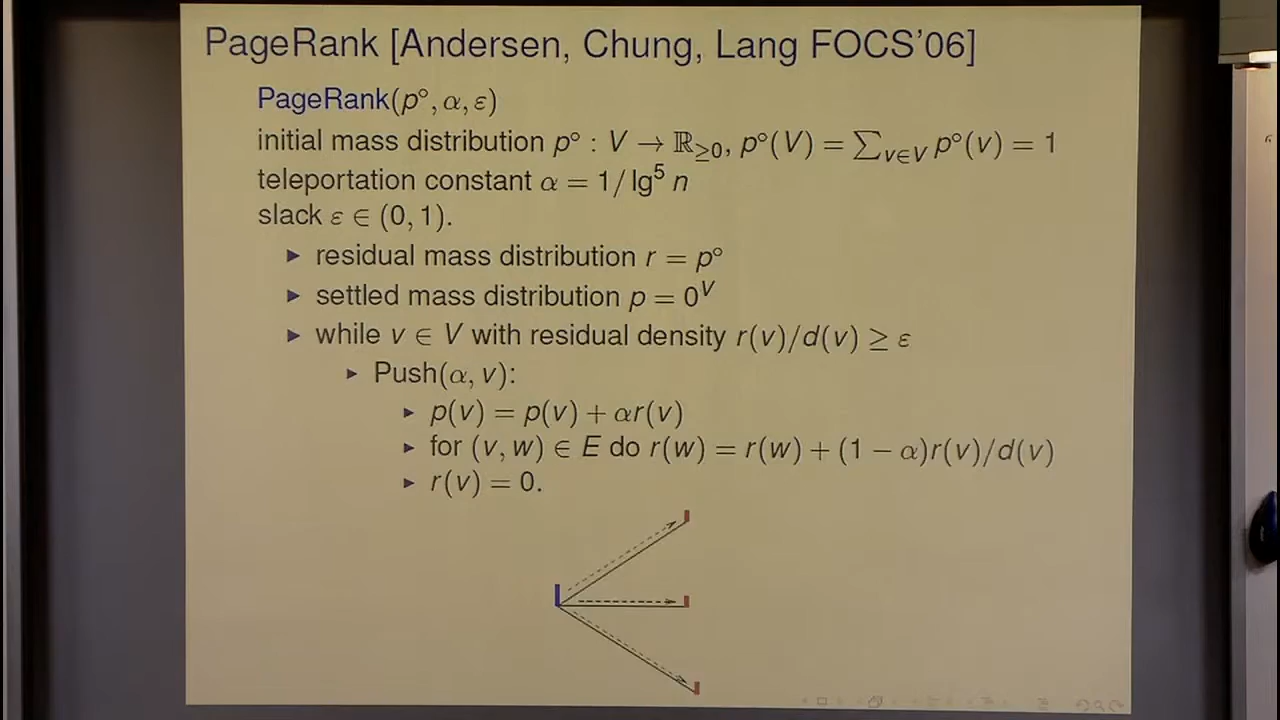 PageRank [Andersen, Chung, Lang FOCS'06]
PageRank(p°, α, ε)
initial mass distribution p° : V → ℝ≥0, p°(V) = ∑v∈V p°(v) = 1
teleportation constant α = 1/ lg⁵ n
slack ε ∈ (0, 1).
▸ residual mass distribution r = p°
▸ settled mass distribution p = 0ⱽ
▸ while v ∈ V with residual density r(v)/d(v) ≥ ε
▸ Push(α, v):
▸ p(v) = p(v) + αr(v)
▸ for (v, w) ∈ E do r(w) = r(w) + (1 − α)r(v)/d(v)
▸ r(v) = 0.